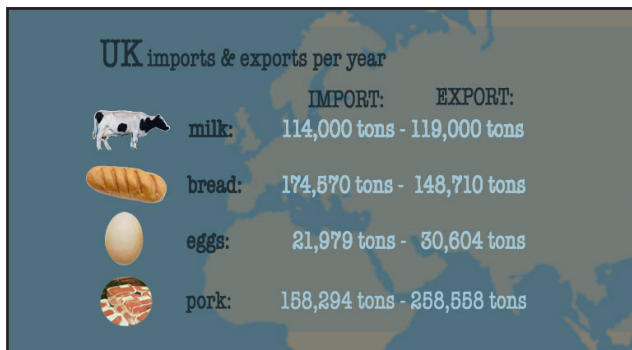 UK imports & exports per year
IMPORT: EXPORT:
milk: 114,000 tons - 119,000 tons
bread: 174,570 tons - 148,710 tons
eggs: 21,979 tons - 30,604 tons
pork: 158,294 tons - 258,558 tons